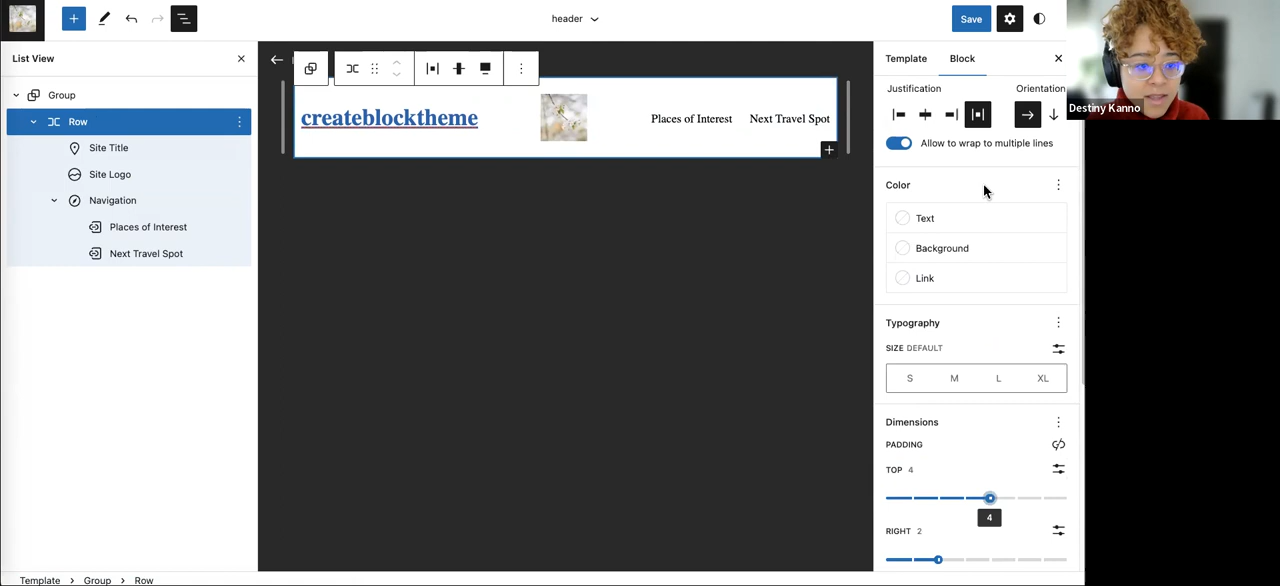 header
Save
List View
Group
Row
Site Title
Site Logo
Navigation
Places of Interest
Next Travel Spot
createblocktheme
Places of Interest Next Travel Spot
Template Block
Justification Orientation
Allow to wrap to multiple lines
Color
Text
Background
Link
Typography
SIZE DEFAULT
S M L XL
Dimensions
PADDING
TOP 4
4
RIGHT 2
Destiny Kanno
Template > Group > Row